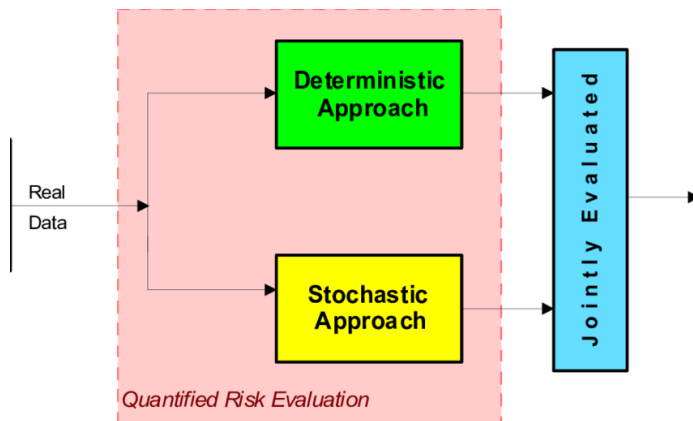 Deterministic
Approach
Real
Data
Stochastic
Approach
Jointly Evaluated
Quantified Risk Evaluation